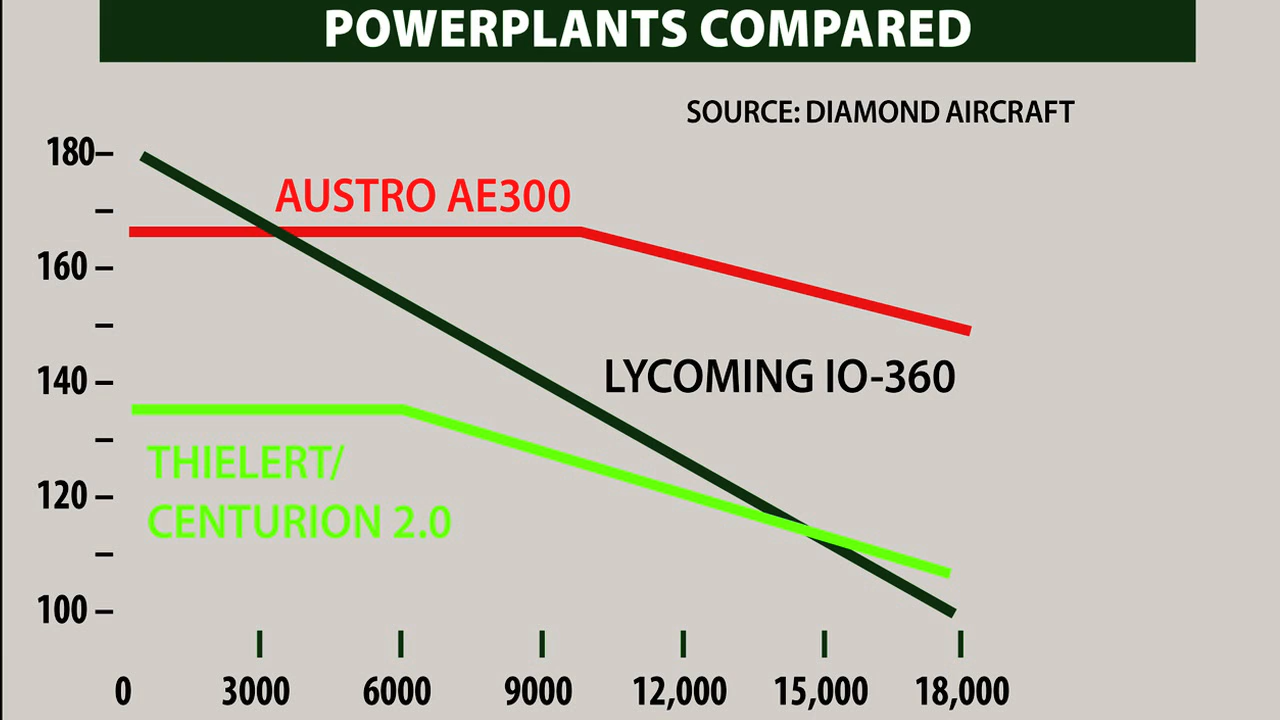 POWERPLANTS COMPARED
SOURCE: DIAMOND AIRCRAFT
180
AUSTRO AE300
160
LYCOMING IO-360
140
THIELERT/
120
CENTURION 2.0
100
0 3000 6000 9000 12,000 15,000 18,000